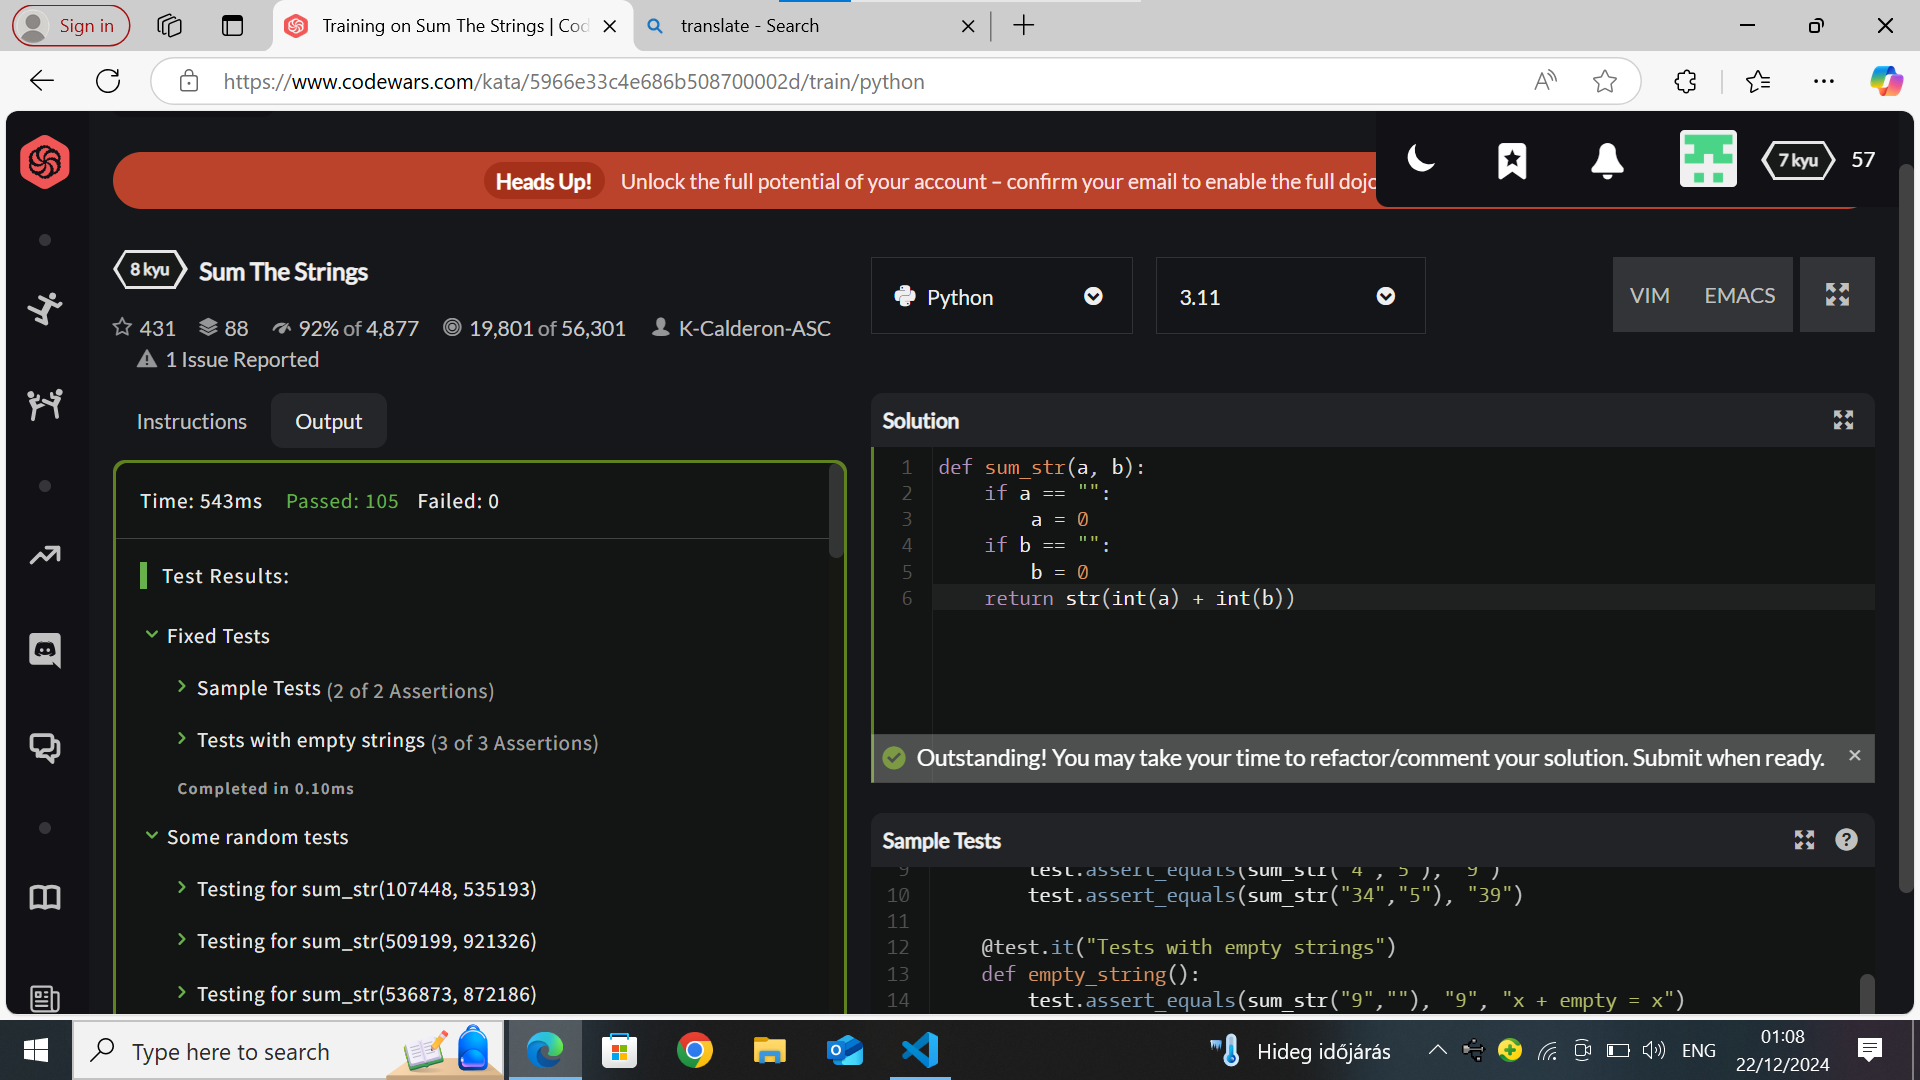 Sign in
Training on Sum The Strings | Cod
translate - Search
https://www.codewars.com/kata/5966e33c4e686b508700002d/train/python
Heads Up! Unlock the full potential of your account – confirm your email to enable the full dojo
7 kyu 57
8 kyu Sum The Strings
431 88 92% of 4,877 19,801 of 56,301 K-Calderon-ASC
1 Issue Reported
Python
3.11
VIM EMACS
Instructions Output
Time: 543ms Passed: 105 Failed: 0
Test Results:
Fixed Tests
Sample Tests (2 of 2 Assertions)
Tests with empty strings (3 of 3 Assertions)
Completed in 0.10ms
Some random tests
Testing for sum_str(107448, 535193)
Testing for sum_str(509199, 921326)
Testing for sum_str(536873, 872186)
Solution
1 def sum_str(a, b):
2 if a == "":
3 a = 0
4 if b == "":
5 b = 0
6 return str(int(a) + int(b))
Outstanding! You may take your time to refactor/comment your solution. Submit when ready.
Sample Tests
9 test.assert_equals(sum_str("4","5"), "9")
10 test.assert_equals(sum_str("34","5"), "39")
11
12 @test.it("Tests with empty strings")
13 def empty_string():
14 test.assert_equals(sum_str("9",""), "9", "x + empty = x")
Type here to search
Hideg időjárás
ENG
01:08
22/12/2024